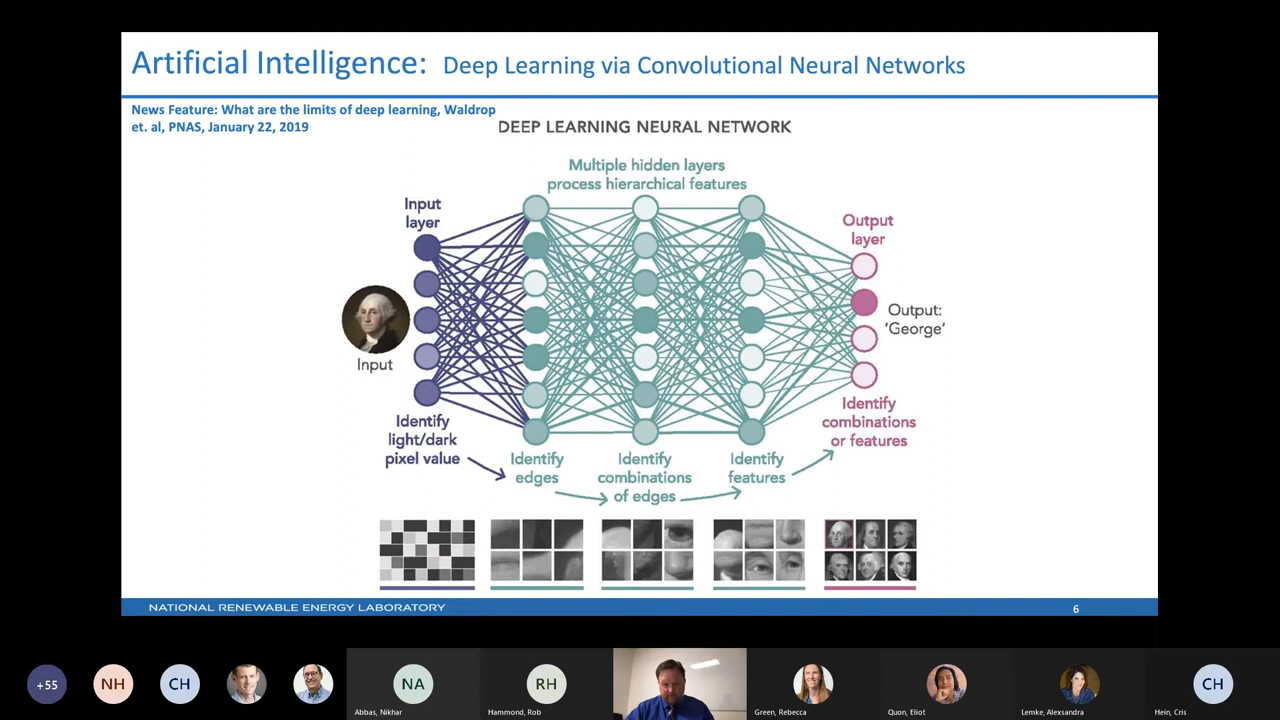 Artificial Intelligence: Deep Learning via Convolutional Neural Networks
News Feature: What are the limits of deep learning, Waldrop
et. al, PNAS, January 22, 2019
DEEP LEARNING NEURAL NETWORK
Multiple hidden layers
process hierarchical features
Input
layer
Output
layer
Input
Output:
'George'
Identify
light/dark
pixel value
Identify
edges
Identify
combinations
of edges
Identify
features
Identify
combinations
or features
NATIONAL RENEWABLE ENERGY LABORATORY
6
+55
NH
CH
NA
Abbas, Nikhar
RH
Hammond, Rob
Green, Rebecca
Quon, Eliot
Lemke, Alexsandra
CH
Hein, Cris